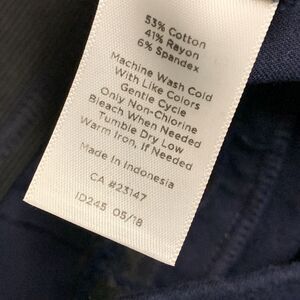 53% Cotton
41% Rayon
6% Spandex
Machine Wash Cold
With Like Colors
Gentle Cycle
Only Non-Chlorine
Bleach When Needed
Tumble Dry Low
Warm Iron, If Needed
Made In Indonesia
CA #23147
ID245 05/18